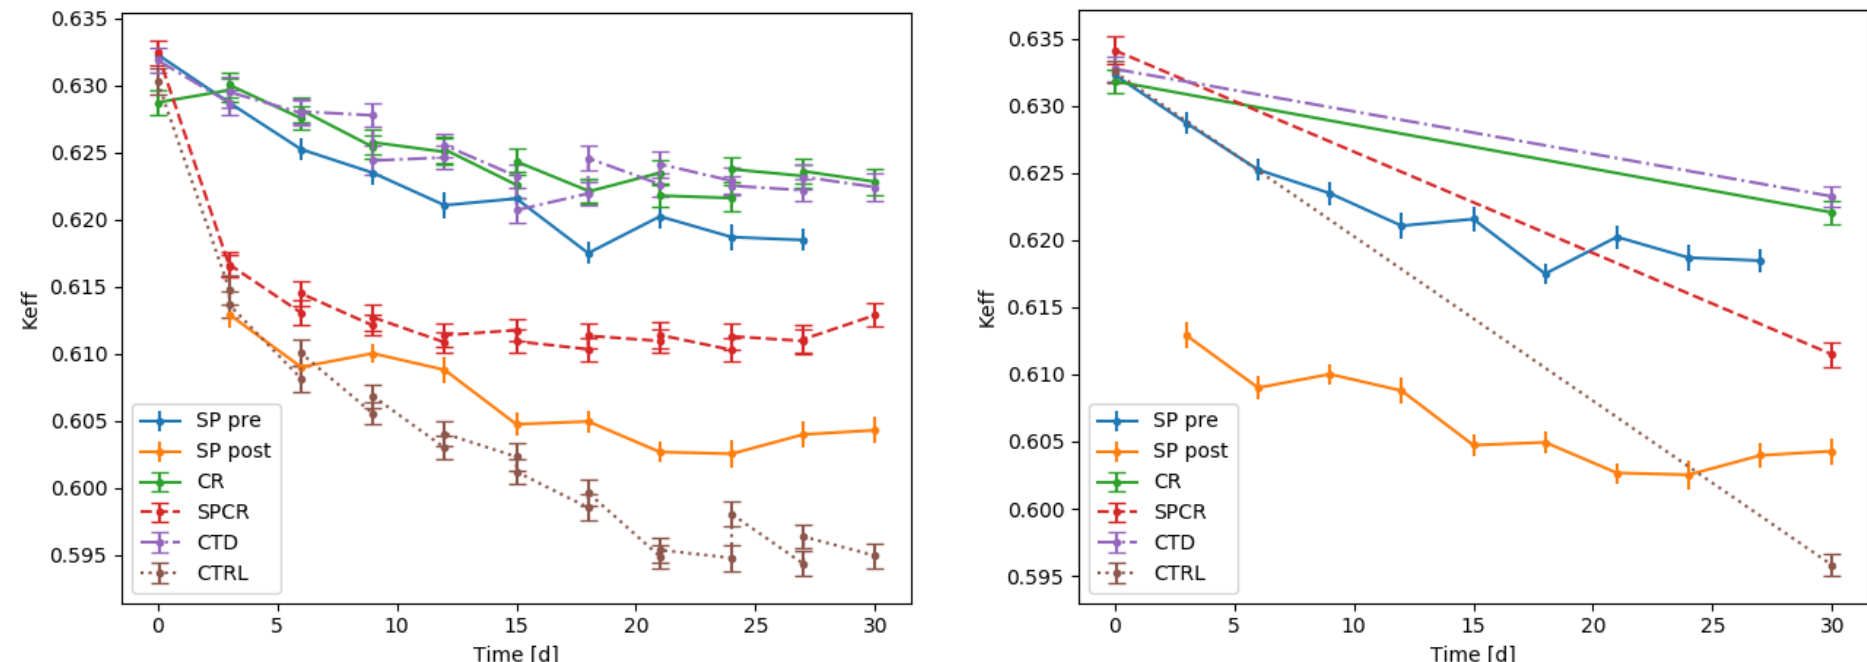 0.635
0.630
0.625
0.620
0.615
0.610
0.605
0.600
0.595
Keff
SP pre
SP post
CR
SPCR
CTD
CTRL
0 5 10 15 20 25 30
Time [d]
0.635
0.630
0.625
0.620
0.615
0.610
0.605
0.600
0.595
Keff
SP pre
SP post
CR
SPCR
CTD
CTRL
0 5 10 15 20 25 30
Time [d]